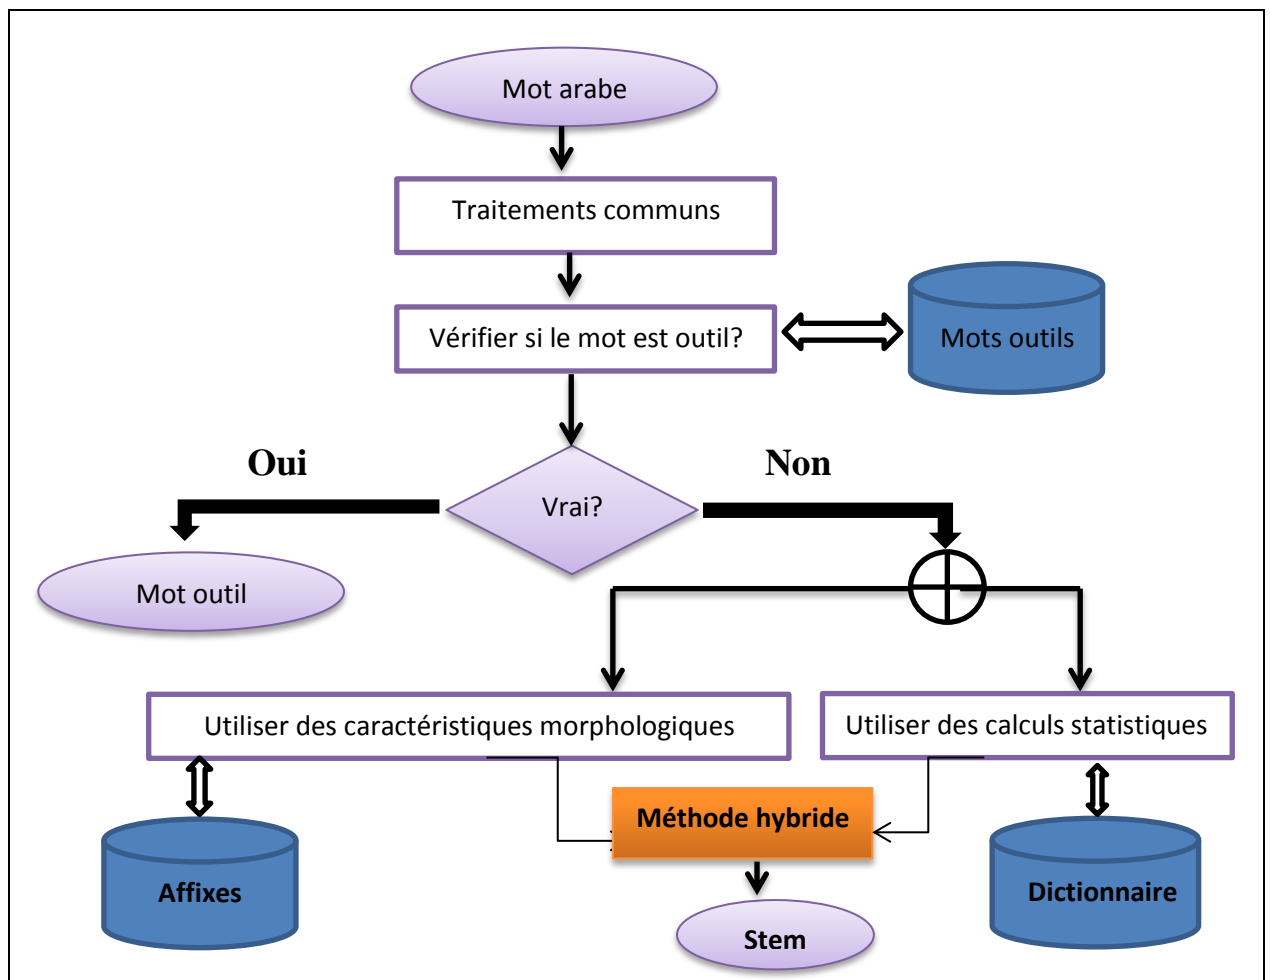 Mot arabe
Traitements communs
Vérifier si le mot est outil?
Mots outils
Oui
Non
Vrai?
Mot outil
Utiliser des caractéristiques morphologiques
Utiliser des calculs statistiques
Méthode hybride
Affixes
Dictionnaire
Stem